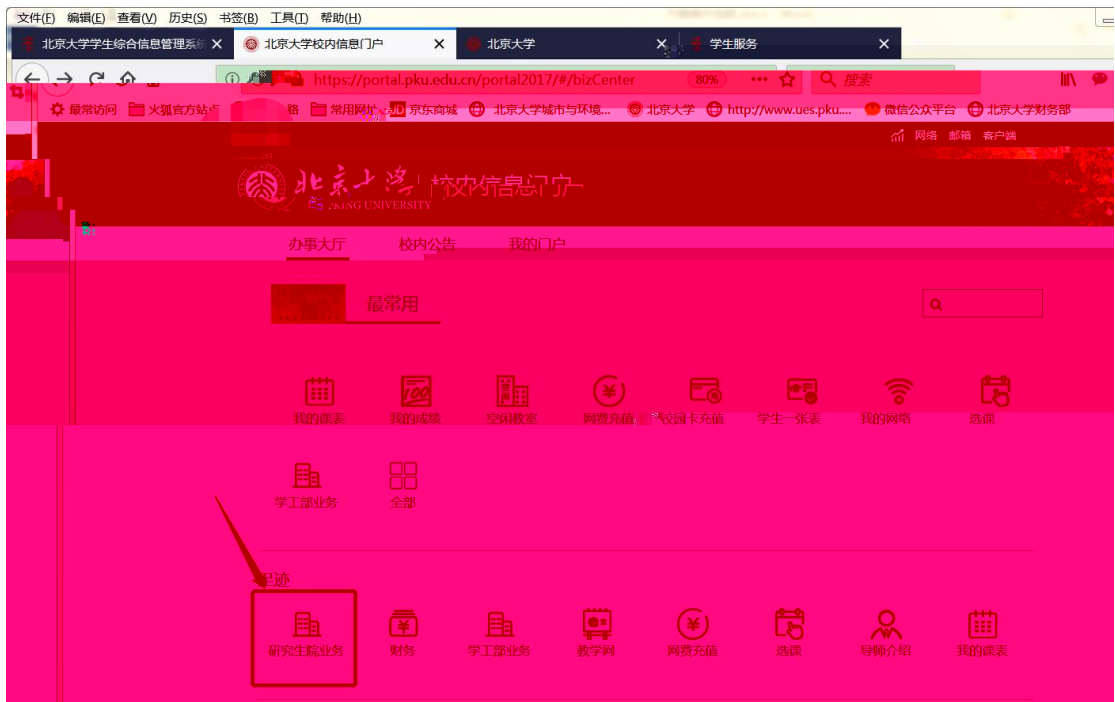 文件(F) 编辑(E) 查看(V) 历史(S) 书签(B) 工具(T) 帮助(H)
北京大学学生综合信息管理系统 北京大学校内信息门户 北京大学 学生服务
https://portal.pku.edu.cn/portal2017/#/bizCenter 80% 搜索
最常访问 火狐官方站点 常用网址 JD 京东商城 北京大学城市与环境... 北京大学 http://www.ues.pku.... 微信公众平台 北京大学财务部
网络 邮箱 客户端
北京大学 校内信息门户
UNIVERSITY
办事大厅 校内公告 我的门户
最常用
我的课表 我的成绩 空闲教室 网费充值 校园卡充值 学生一张表 我的网络 选课
学工部业务 全部
足迹
研究生院业务 财务 学工部业务 教学网 网费充值 选课 导师介绍 我的课表